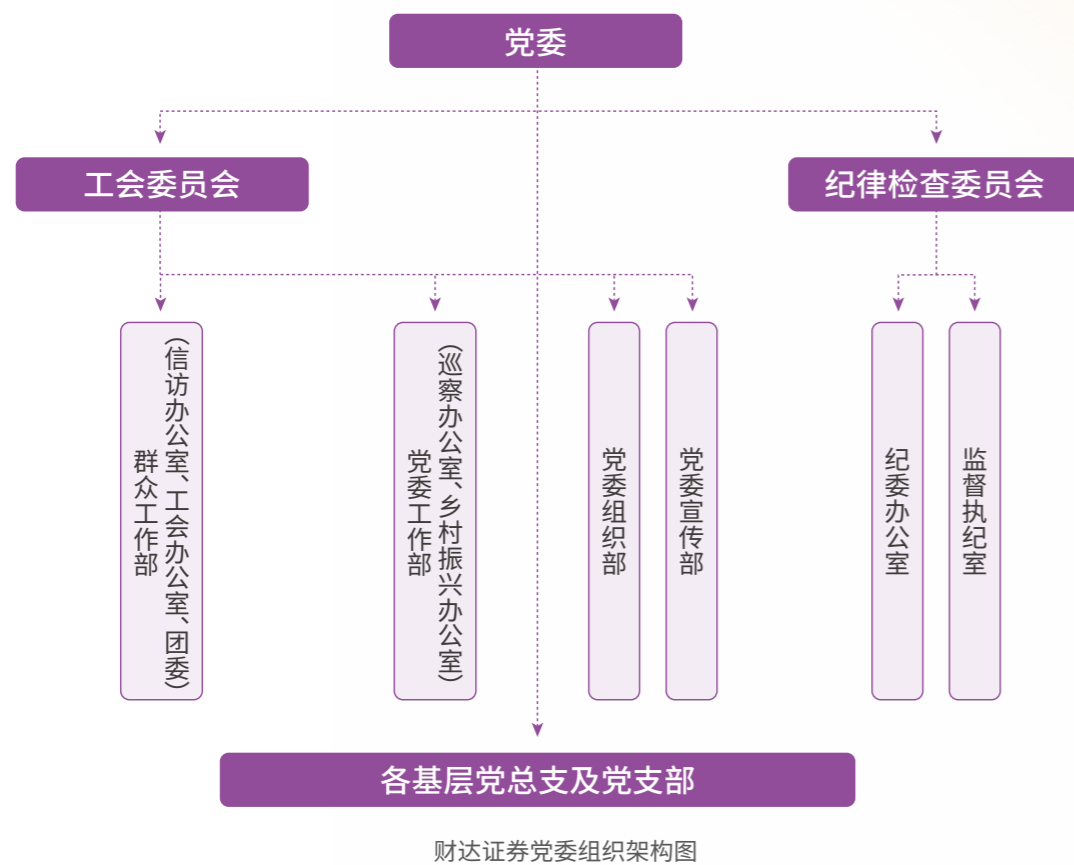 党委
工会委员会
纪律检查委员会
群众工作部
（信访办公室、工会办公室、团委）
党委工作部
（巡察办公室、乡村振兴办公室）
党委组织部
党委宣传部
纪委办公室
监督执纪室
各基层党总支及党支部
财达证券党委组织架构图